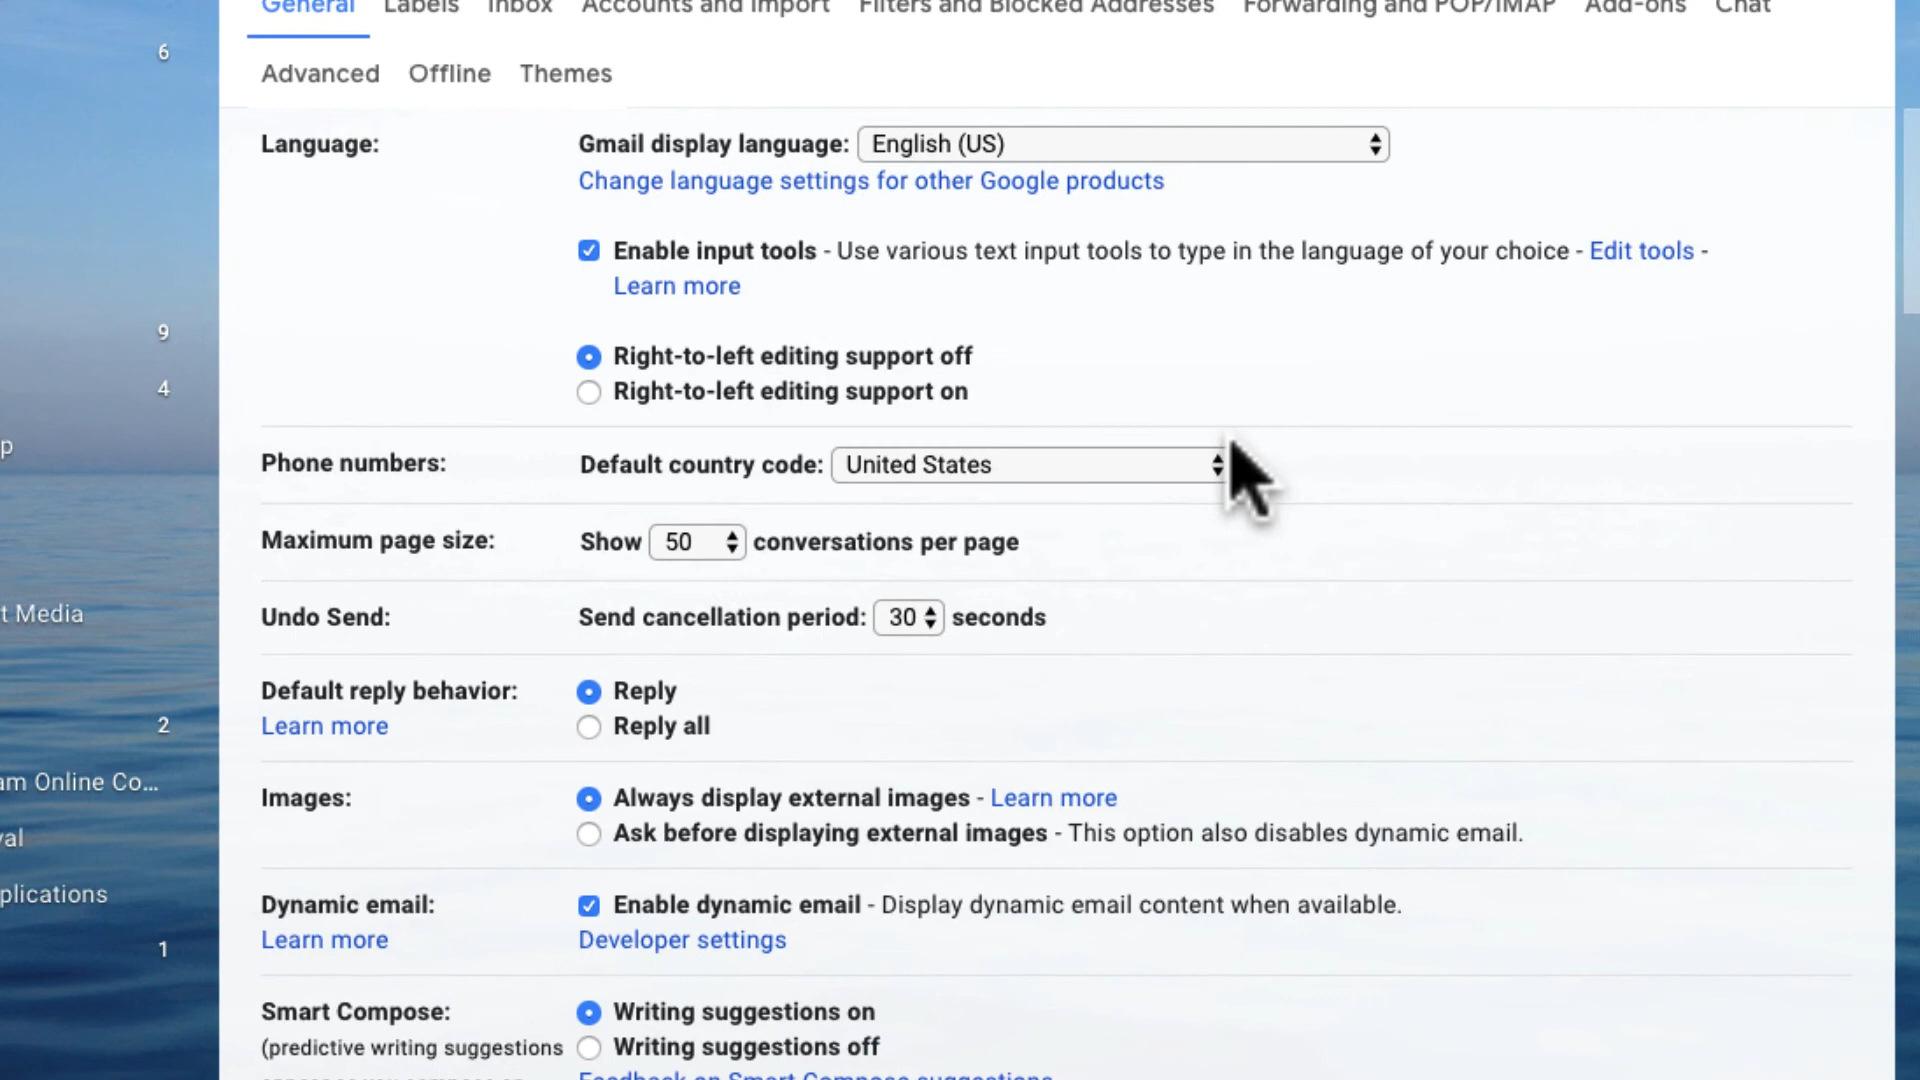 6
General Labels Inbox Accounts and Import Filters and Blocked Addresses Forwarding and POP/IMAP Add-ons Chat
Advanced Offline Themes
Language: Gmail display language: English (US)
Change language settings for other Google products
Enable input tools - Use various text input tools to type in the language of your choice - Edit tools -
Learn more
9
Right-to-left editing support off
4
Right-to-left editing support on
p
Phone numbers: Default country code: United States
Maximum page size: Show 50 conversations per page
t Media
Undo Send: Send cancellation period: 30 seconds
Default reply behavior: Reply
2
Learn more Reply all
am Online Co...
Images: Always display external images - Learn more
val
Ask before displaying external images - This option also disables dynamic email.
plications
Dynamic email: Enable dynamic email - Display dynamic email content when available.
1
Learn more Developer settings
Smart Compose: Writing suggestions on
(predictive writing suggestions Writing suggestions off
Feedback on Smart Compose suggestions